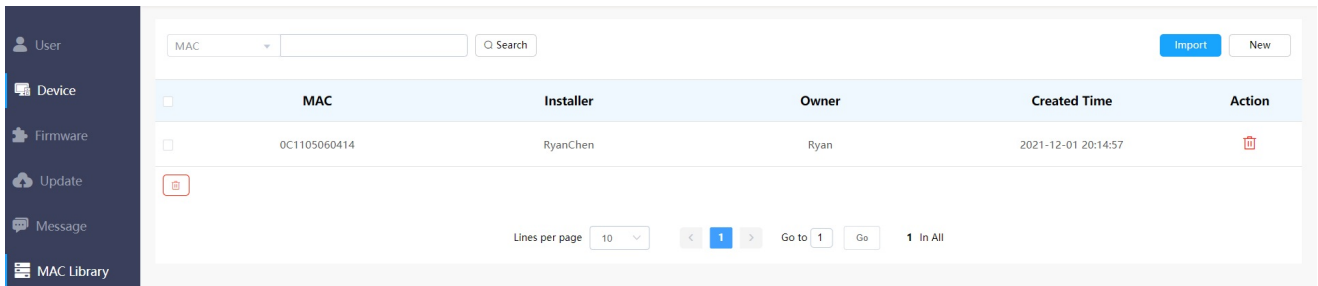 User
Device
Firmware
Update
Message
MAC Library
MAC Search Import New
MAC Installer Owner Created Time Action
0C1105060414 RyanChen Ryan 2021-12-01 20:14:57
Lines per page 10 < 1 > Go to 1 Go 1 In All